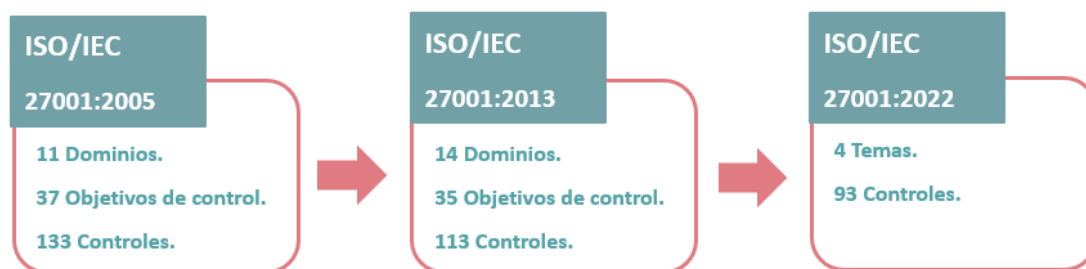 ISO/IEC
27001:2005
11 Dominios.
37 Objetivos de control.
133 Controles.
ISO/IEC
27001:2013
14 Dominios.
35 Objetivos de control.
113 Controles.
ISO/IEC
27001:2022
4 Temas.
93 Controles.